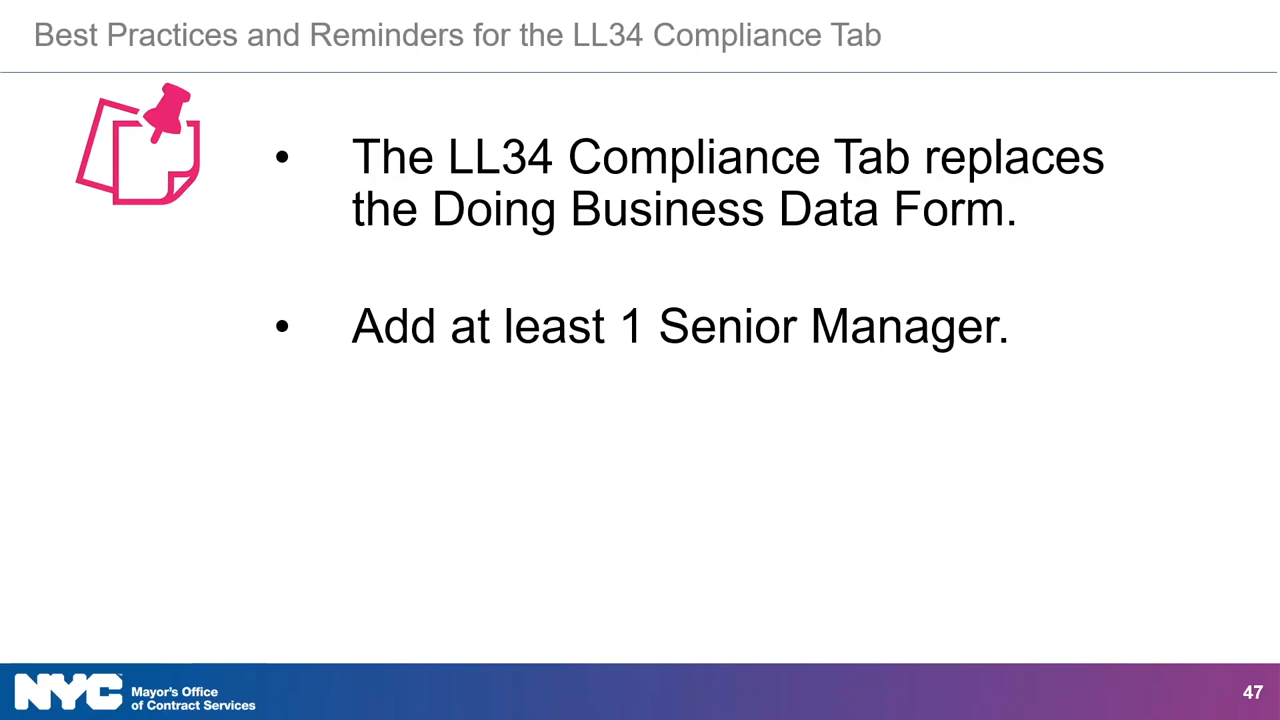 Best Practices and Reminders for the LL34 Compliance Tab
• The LL34 Compliance Tab replaces
the Doing Business Data Form.
• Add at least 1 Senior Manager.
NYC
Mayor's Office
of Contract Services
47